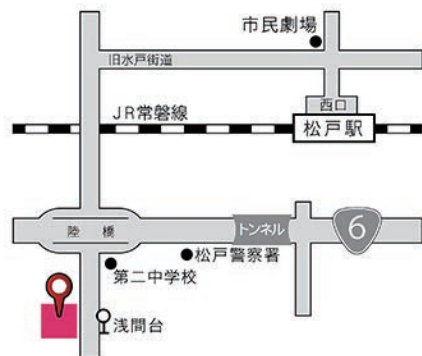 市民劇場
旧水戸街道
西口
JR常磐線
松戸駅
陸橋
トンネル
6
松戸警察署
第二中学校
浅間台